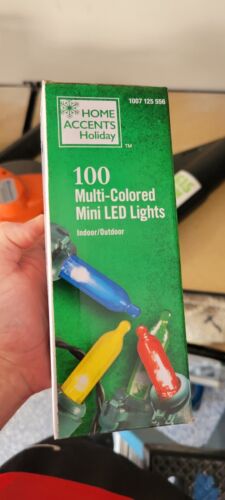 1007 125 556
HOME
ACCENTS
Holiday
TM
100
Multi-Colored
Mini LED Lights
Indoor/Outdoor